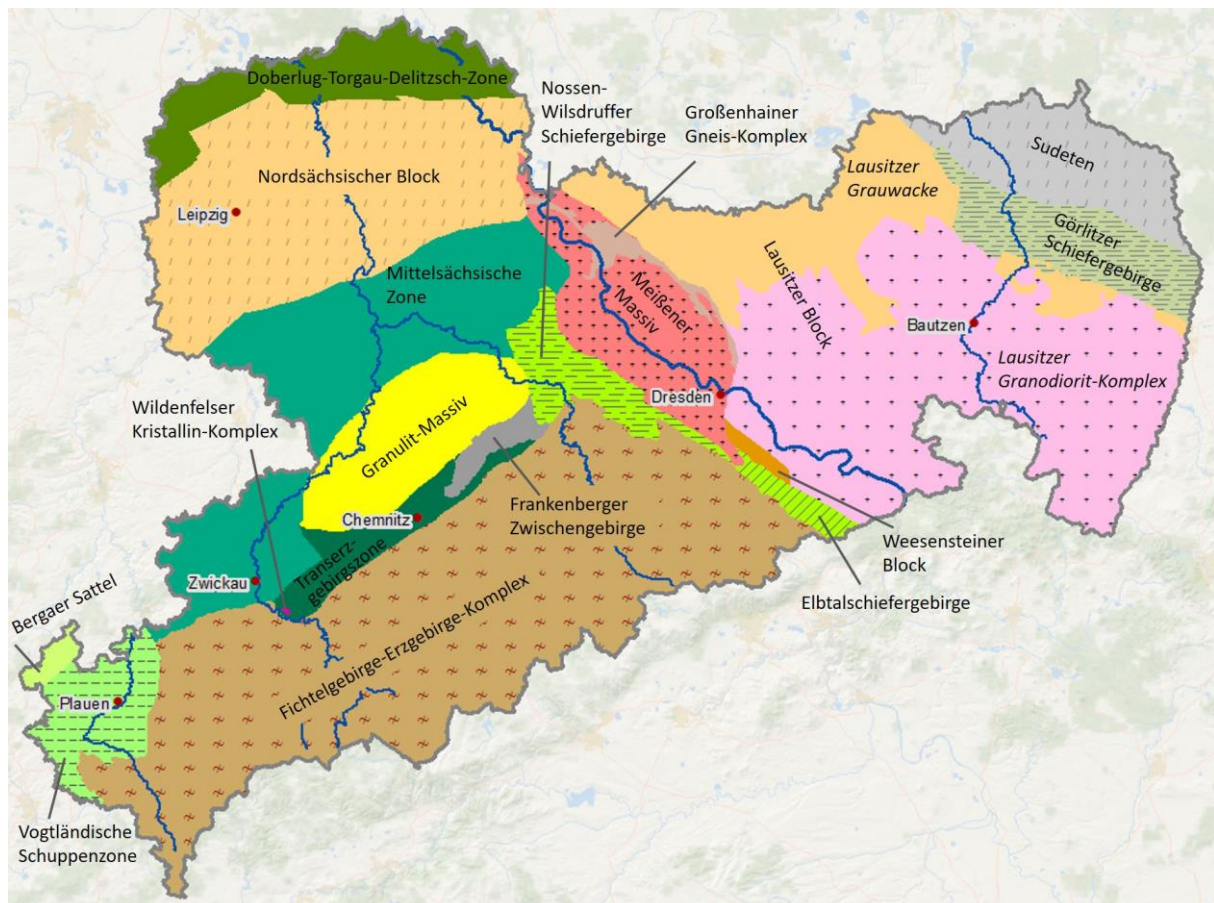 Doberlug-Torgau-Delitzsch-Zone
Nossen-
Wilsdruffer
Schiefergebirge
Großenhainer
Gneis-Komplex
Sudeten
Lausitzer
Grauwacke
Nordsächsischer Block
Leipzig
Görlitzer
Schiefergebirge
Mittelsächsische
Zone
Meißener
Massiv
Lausitzer Block
Bautzen
Lausitzer
Granodiorit-Komplex
Dresden
Wildenfelser
Kristallin-Komplex
Granulit-Massiv
Frankenberger
Zwischengebirge
Chemnitz
Weesensteiner
Block
Elbtalschiefergebirge
Transerz-
gebirgszone
Zwickau
Bergaer Sattel
Fichtelgebirge-Erzgebirge-Komplex
Plauen
Vogtländische
Schuppenzone